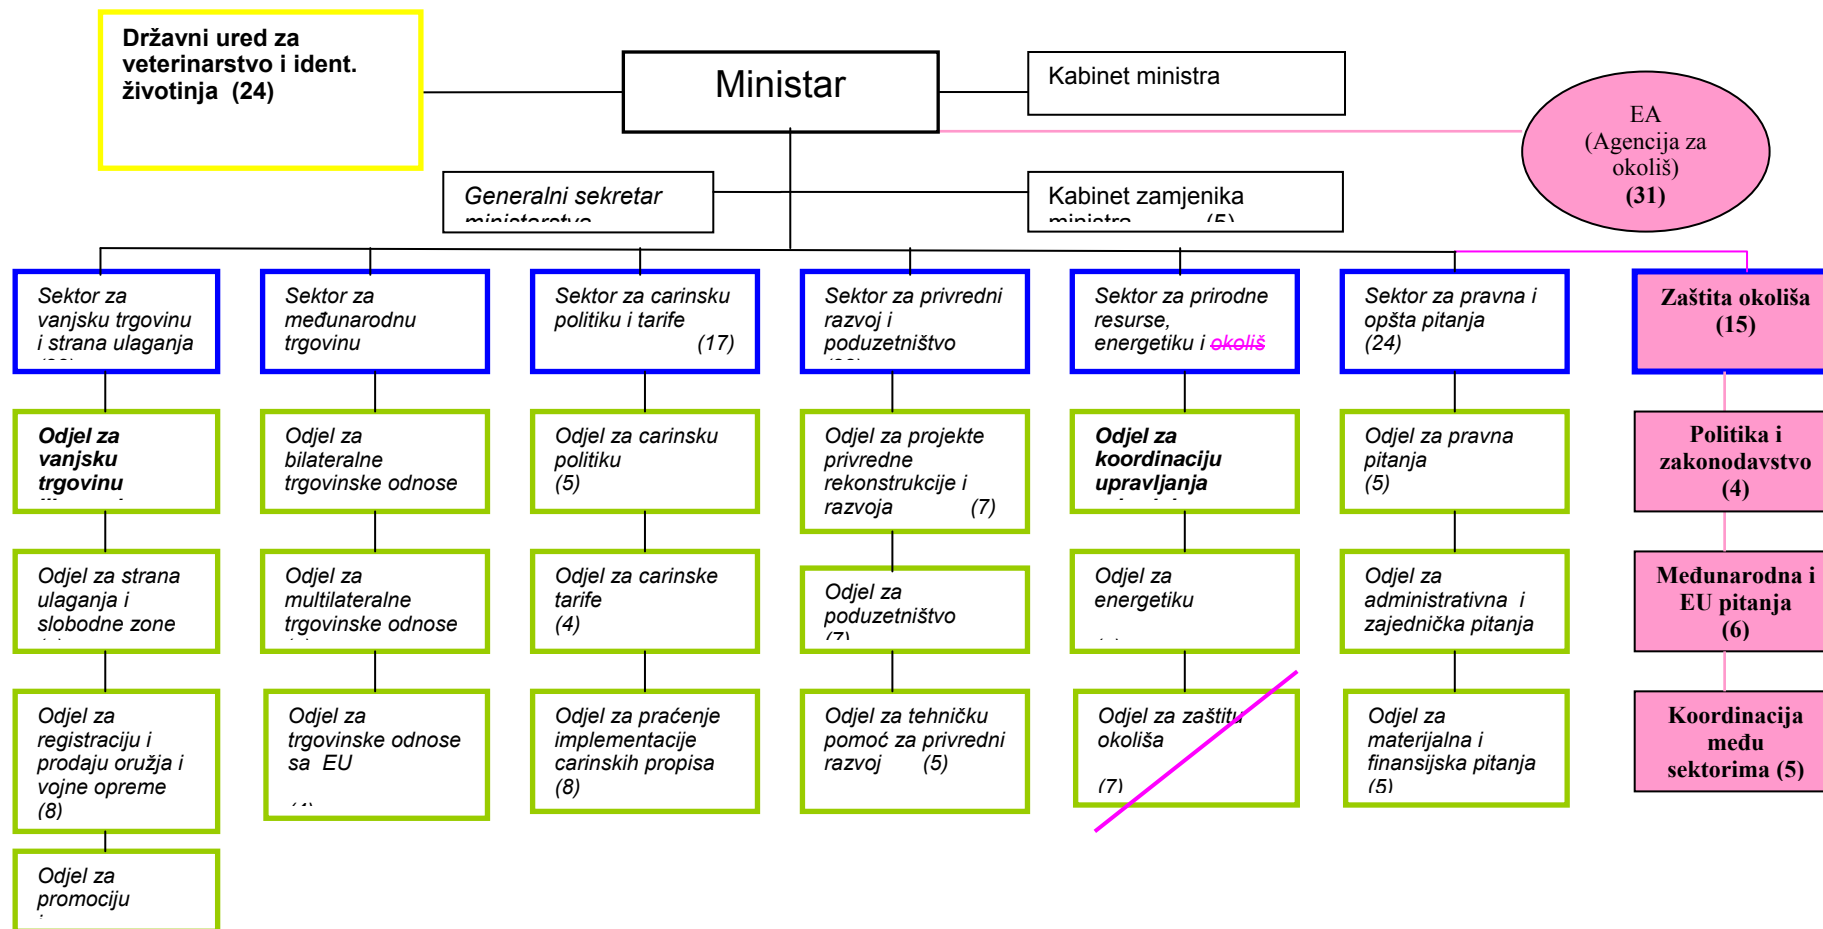 Državni ured za
veterinarstvo i ident.
životinja (24)
Ministar
Kabinet ministra
EA
(Agencija za
okoliš)
(31)
Generalni sekretar
ministarstva
Kabinet zamjenika
ministra (5)
Sektor za
vanjsku trgovinu
i strana ulaganja
Sektor za
međunarodnu
trgovinu
Sektor za carinsku
politiku i tarife
(17)
Sektor za privredni
razvoj i
poduzetništvo
Sektor za prirodne
resurse,
energetiku i okoliš
Sektor za pravna i
opšta pitanja
(24)
Zaštita okoliša
(15)
Odjel za
vanjsku
trgovinu
Odjel za
bilateralne
trgovinske odnose
Odjel za carinsku
politiku
(5)
Odjel za projekte
privredne
rekonstrukcije i
razvoja (7)
Odjel za
koordinaciju
upravljanja
Odjel za pravna
pitanja
(5)
Politika i
zakonodavstvo
(4)
Odjel za strana
ulaganja i
slobodne zone
Odjel za
multilateralne
trgovinske odnose
Odjel za carinske
tarife
(4)
Odjel za
poduzetništvo
(7)
Odjel za
energetiku
Odjel za
administrativna i
zajednička pitanja
Međunarodna i
EU pitanja
(6)
Odjel za
registraciju i
prodaju oružja i
vojne opreme
(8)
Odjel za
trgovinske odnose
sa EU
Odjel za praćenje
implementacije
carinskih propisa
(8)
Odjel za tehničku
pomoć za privredni
razvoj (5)
Odjel za zaštitu
okoliša
(7)
Odjel za
materijalna i
finansijska pitanja
(5)
Koordinacija
među
sektorima (5)
Odjel za
promociju